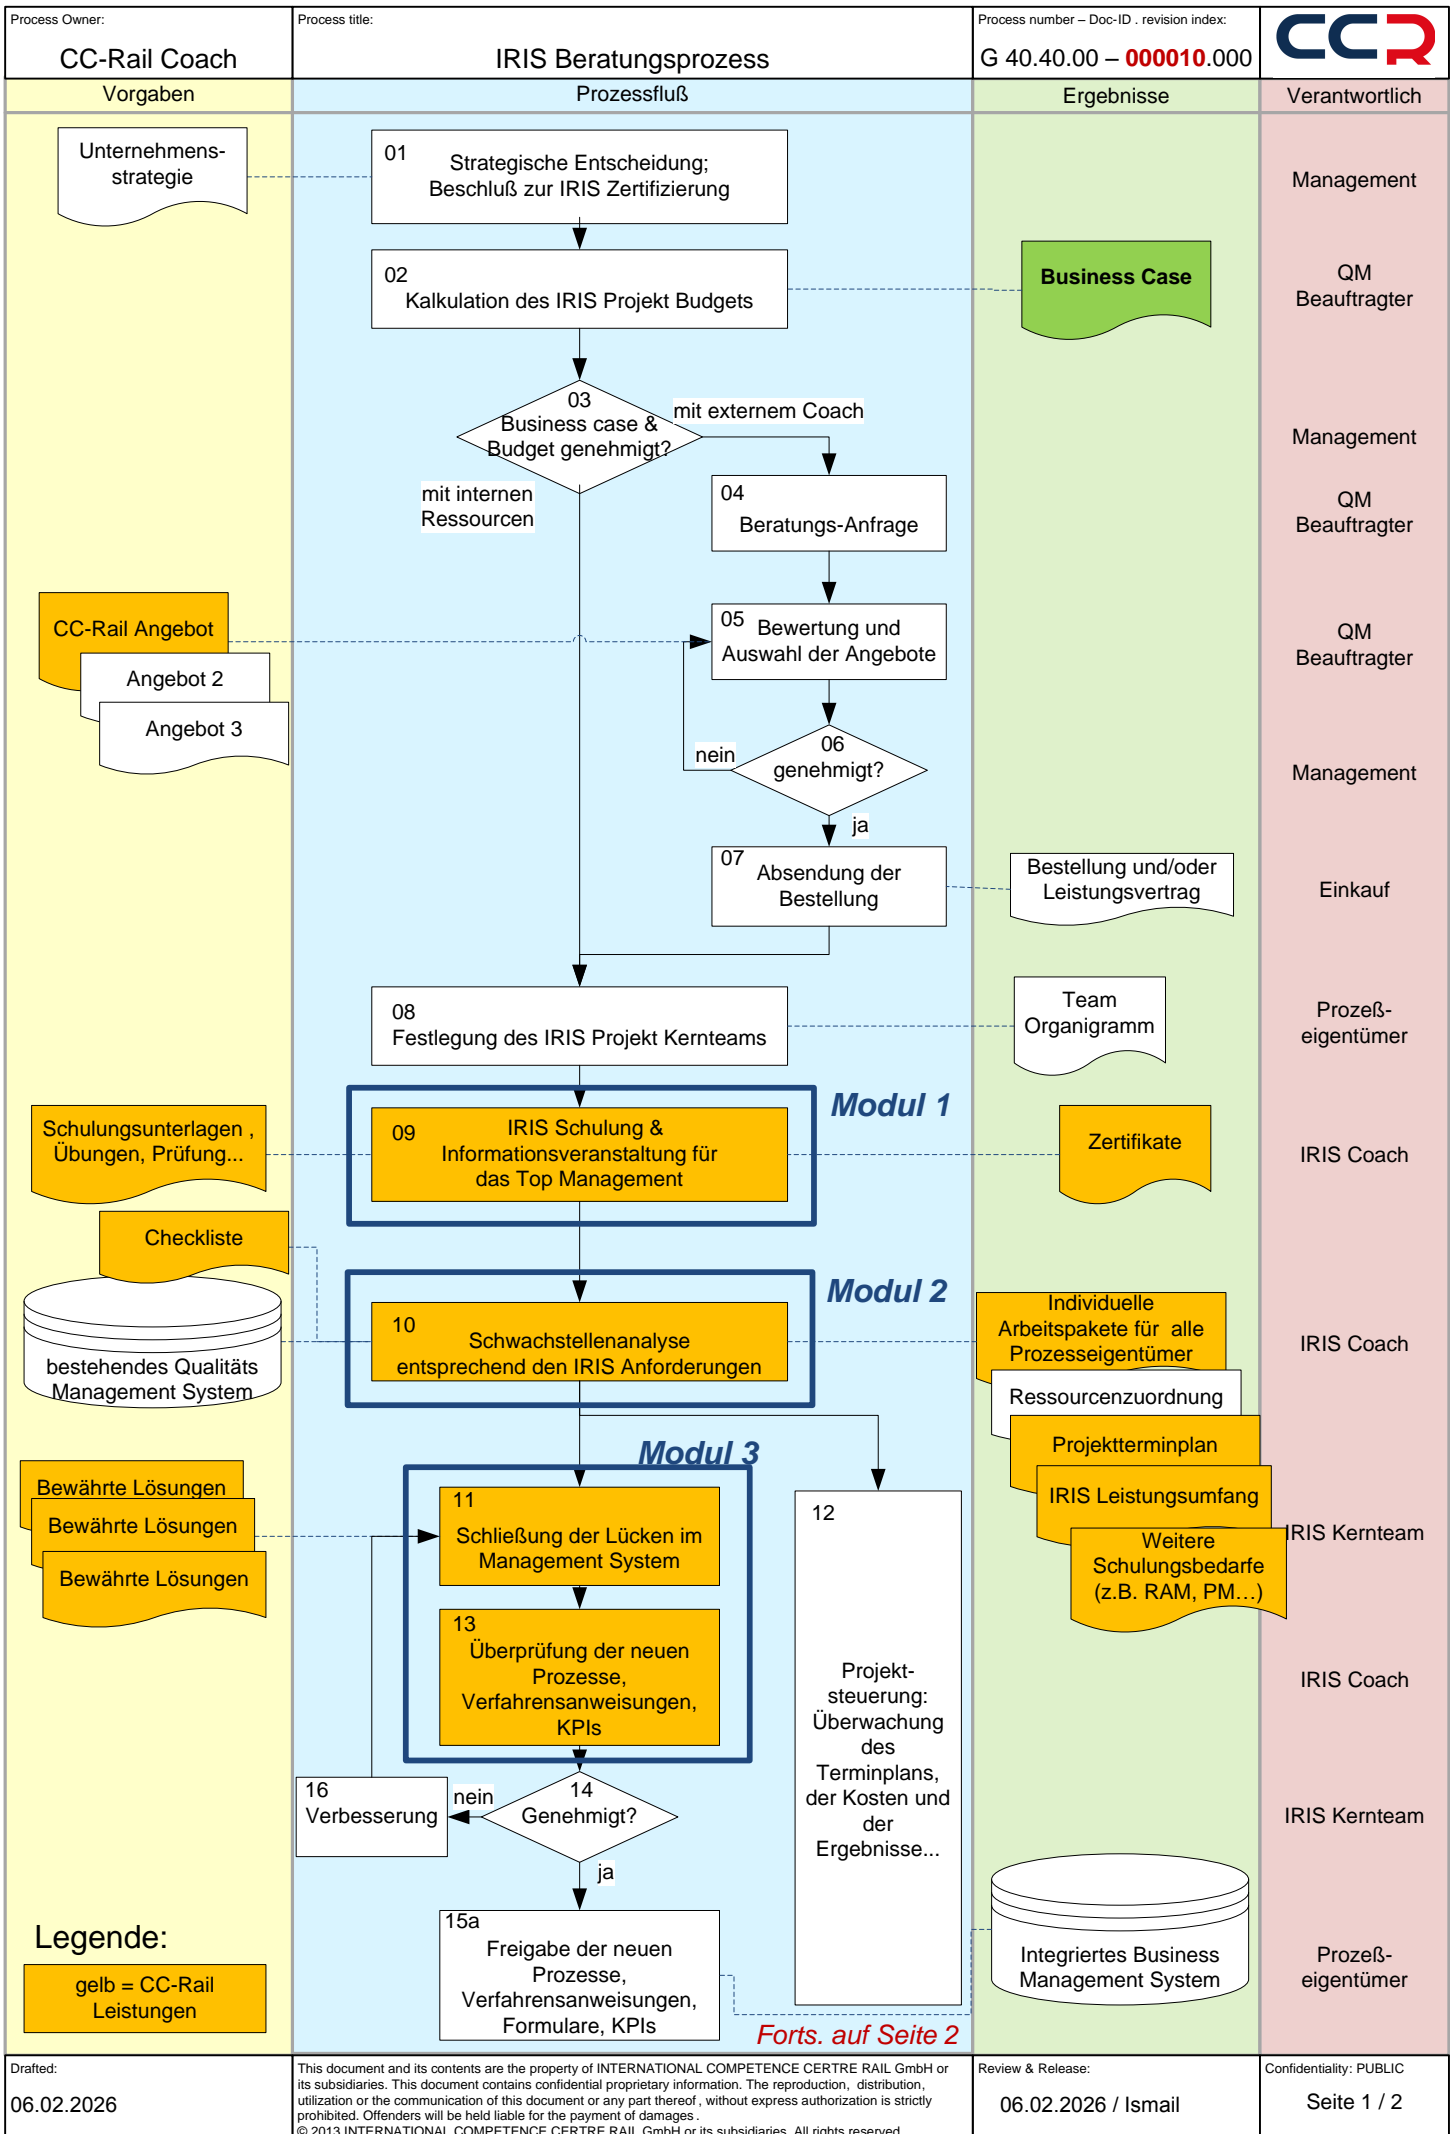 Process Owner:
CC-Rail Coach
Process title:
IRIS Beratungsprozess
Process number – Doc-ID . revision index:
G 40.40.00 – 000010.000
CCR
Vorgaben
Prozessfluß
Ergebnisse
Verantwortlich
Unternehmens-
strategie
01
Strategische Entscheidung;
Beschluß zur IRIS Zertifizierung
Management
02
Kalkulation des IRIS Projekt Budgets
Business Case
QM
Beauftragter
03
Business case &
Budget genehmigt?
mit externem Coach
mit internen
Ressourcen
Management
04
Beratungs-Anfrage
QM
Beauftragter
CC-Rail Angebot
Angebot 2
Angebot 3
05
Bewertung und
Auswahl der Angebote
QM
Beauftragter
06
genehmigt?
nein
ja
Management
07
Absendung der
Bestellung
Bestellung und/oder
Leistungsvertrag
Einkauf
08
Festlegung des IRIS Projekt Kernteams
Team
Organigramm
Prozeß-
eigentümer
Modul 1
Schulungsunterlagen ,
Übungen, Prüfung...
09
IRIS Schulung &
Informationsveranstaltung für
das Top Management
Zertifikate
IRIS Coach
Checkliste
bestehendes Qualitäts
Management System
Modul 2
10
Schwachstellenanalyse
entsprechend den IRIS Anforderungen
Individuelle
Arbeitspakete für alle
Prozesseigentümer
IRIS Coach
Ressourcenzuordnung
Projektterminplan
IRIS Leistungsumfang
Weitere
Schulungsbedarfe
(z.B. RAM, PM…)
Modul 3
Bewährte Lösungen
Bewährte Lösungen
Bewährte Lösungen
11
Schließung der Lücken im
Management System
IRIS Kernteam
12
Projekt-
steuerung:
Überwachung
des
Terminplans,
der Kosten und
der
Ergebnisse...
13
Überprüfung der neuen
Prozesse,
Verfahrensanweisungen,
KPIs
IRIS Coach
16
Verbesserung
nein
14
Genehmigt?
ja
IRIS Kernteam
15a
Freigabe der neuen
Prozesse,
Verfahrensanweisungen,
Formulare, KPIs
Integriertes Business
Management System
Prozeß-
eigentümer
Legende:
gelb = CC-Rail
Leistungen
Forts. auf Seite 2
Drafted:
06.02.2026
This document and its contents are the property of INTERNATIONAL COMPETENCE CERTRE RAIL GmbH or
its subsidiaries. This document contains confidential proprietary information. The reproduction, distribution,
utilization or the communication of this document or any part thereof , without express authorization is strictly
prohibited. Offenders will be held liable for the payment of damages .
© 2013 INTERNATIONAL COMPETENCE CERTRE RAIL GmbH or its subsidiaries. All rights reserved
Review & Release:
06.02.2026 / Ismail
Confidentiality: PUBLIC
Seite 1 / 2